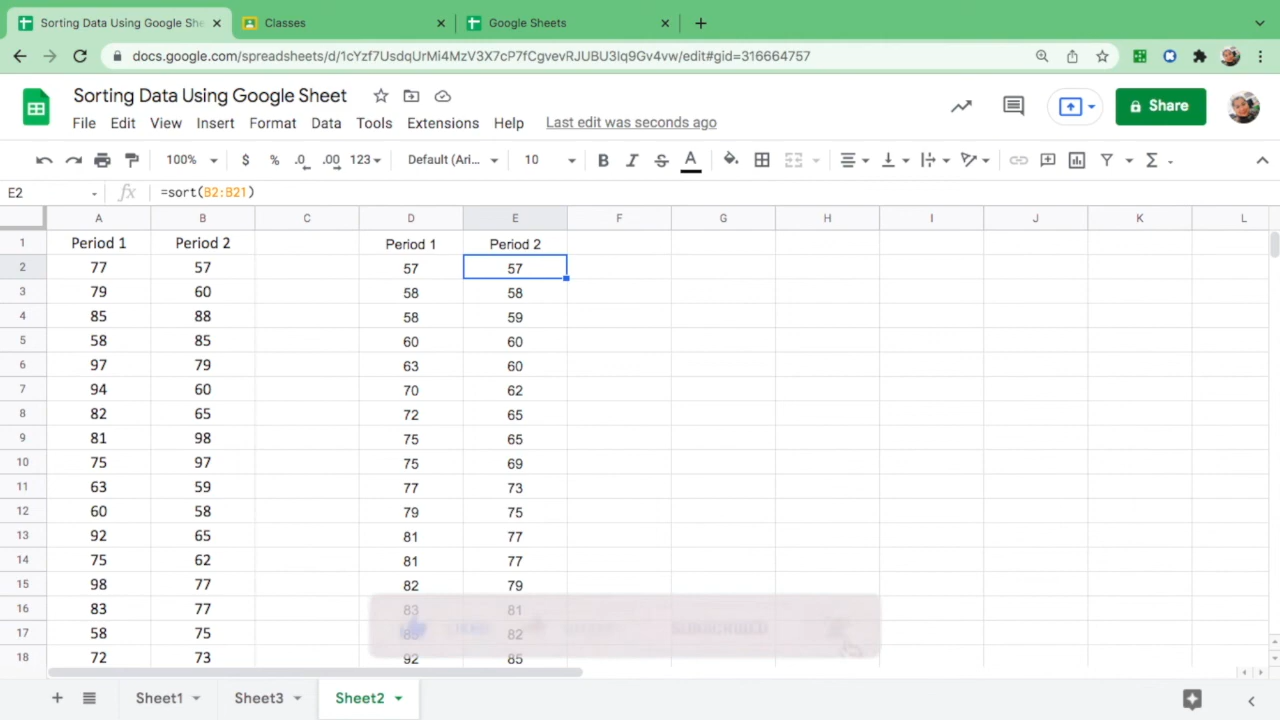 Sorting Data Using Google She
Classes
Google Sheets
docs.google.com/spreadsheets/d/1cYzf7UsdqUrMi4MzV3X7cP7fCgvevRJUBU3Iq9Gv4vw/edit#gid=316664757
Sorting Data Using Google Sheet
File Edit View Insert Format Data Tools Extensions Help Last edit was seconds ago
Share
100% $ % .0 .00 123 Default (Ari... 10 B I S A Σ
E2 fx =sort(B2:B21)
A B C D E F G H I J K L
1 Period 1 Period 2 Period 1 Period 2
2 77 57 57 57
3 79 60 58 58
4 85 88 58 59
5 58 85 60 60
6 97 79 63 60
7 94 60 70 62
8 82 65 72 65
9 81 98 75 65
10 75 97 75 69
11 63 59 77 73
12 60 58 79 75
13 92 65 81 77
14 75 62 81 77
15 98 77 82 79
16 83 77 83 81
17 58 75 85 82
SUBSCRIBED
18 72 73 92 85
Sheet1 Sheet3 Sheet2